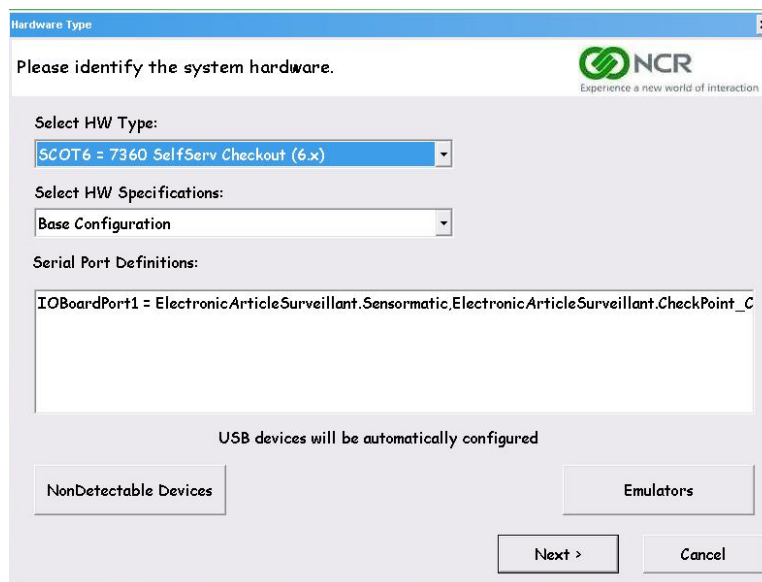 Hardware Type
Please identify the system hardware.
NCR
Experience a new world of interaction
Select HW Type:
SCOT6 = 7360 SelfServ Checkout (6.x)
Select HW Specifications:
Base Configuration
Serial Port Definitions:
IOBoardPort1 = ElectronicArticleSurveillant.Sensormatic,ElectronicArticleSurveillant.CheckPoint_C
USB devices will be automatically configured
NonDetectable Devices
Emulators
Next >
Cancel